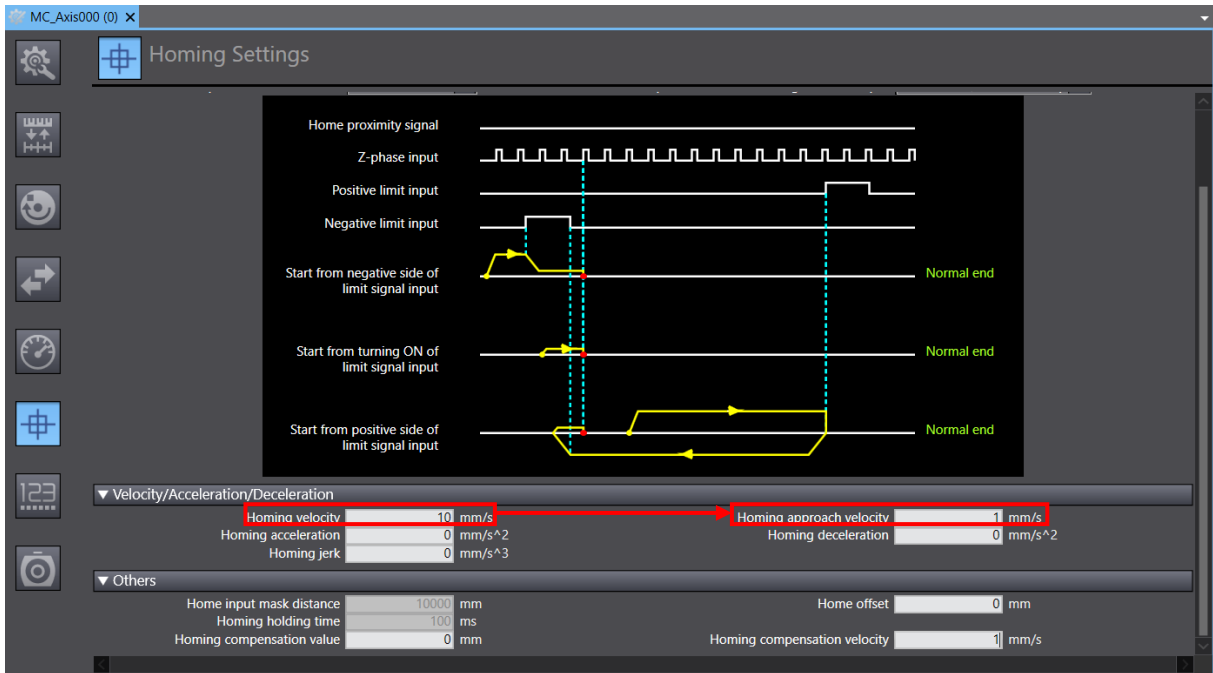 MC_Axis000 (0)
Homing Settings
Home proximity signal
Z-phase input
Positive limit input
Negative limit input
Start from negative side of
limit signal input
Normal end
Start from turning ON of
limit signal input
Normal end
Start from positive side of
limit signal input
Normal end
Velocity/Acceleration/Deceleration
Homing velocity 10 mm/s Homing approach velocity 1 mm/s
Homing acceleration 0 mm/s^2 Homing deceleration 0 mm/s^2
Homing jerk 0 mm/s^3
Others
Home input mask distance 10000 mm Home offset 0 mm
Homing holding time 100 ms
Homing compensation value 0 mm Homing compensation velocity 1 mm/s
123